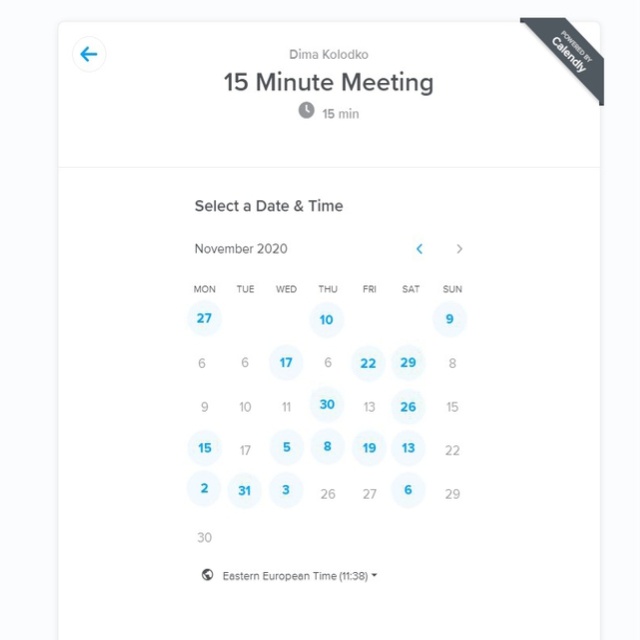 Dima Kolodko
POWERED BY
Calendly
15 Minute Meeting
15 min
Select a Date & Time
November 2020
MON TUE WED THU FRI SAT SUN
27 10 9
6 6 17 6 22 29 8
9 10 11 30 13 26 15
15 17 5 8 19 13 22
2 31 3 26 27 6 29
30
Eastern European Time (11:38)